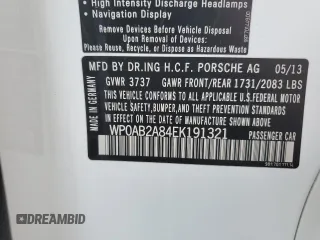 • High Intensity Discharge Headlamps
• Navigation Display
Remove Devices Before Vehicle Disposal
Please Reuse, Recycle or Dispose as Hazardous Waste
MFD BY DR.ING H.C.F. PORSCHE AG 05/13
GVWR 3737 GAWR FRONT/REAR 1731/2083 LBS
THIS VEHICLE CONFORMS TO ALL APPLICABLE U.S. FEDERAL MOTOR VEHICLE
SAFETY, BUMPER, AND THEFT PREVENTION STANDARDS IN EFFECT
ON THE DATE OF MANUFACTURE SHOWN ABOVE.
WP0AB2A84EK191321
PASSENGER CAR
DREAMBID